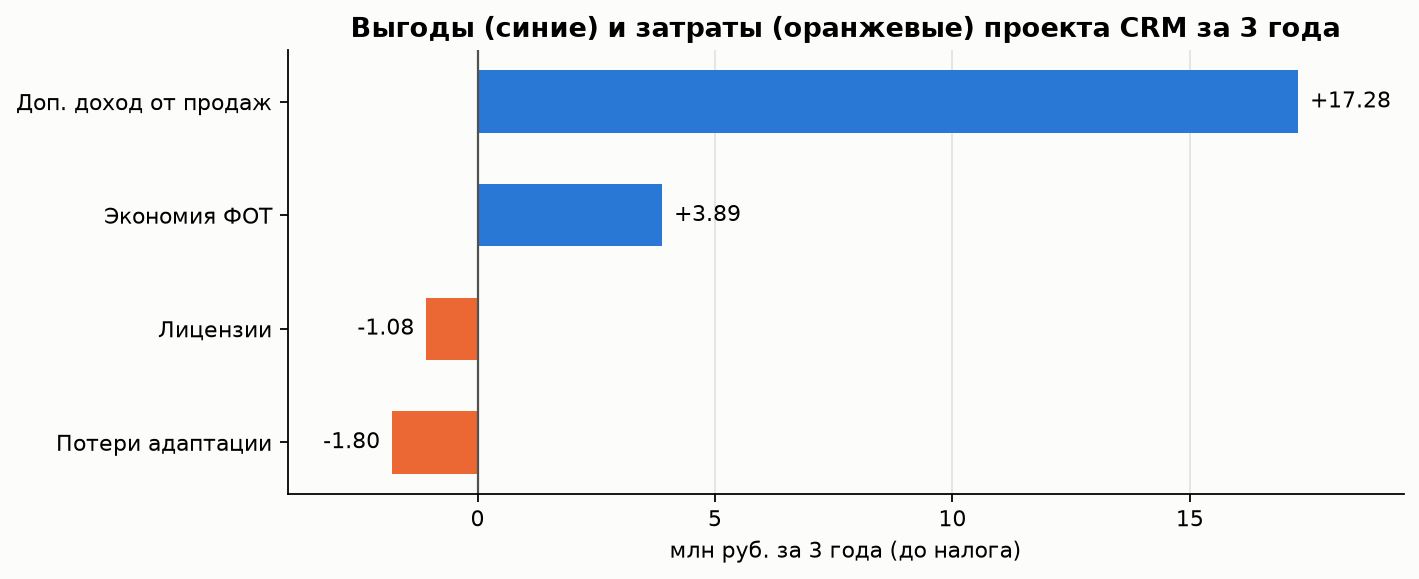 Выгоды (синие) и затраты (оранжевые) проекта CRM за 3 года
Доп. доход от продаж
+17.28
Экономия ФОТ
+3.89
Лицензии
-1.08
Потери адаптации
-1.80
0
5
10
15
млн руб. за 3 года (до налога)